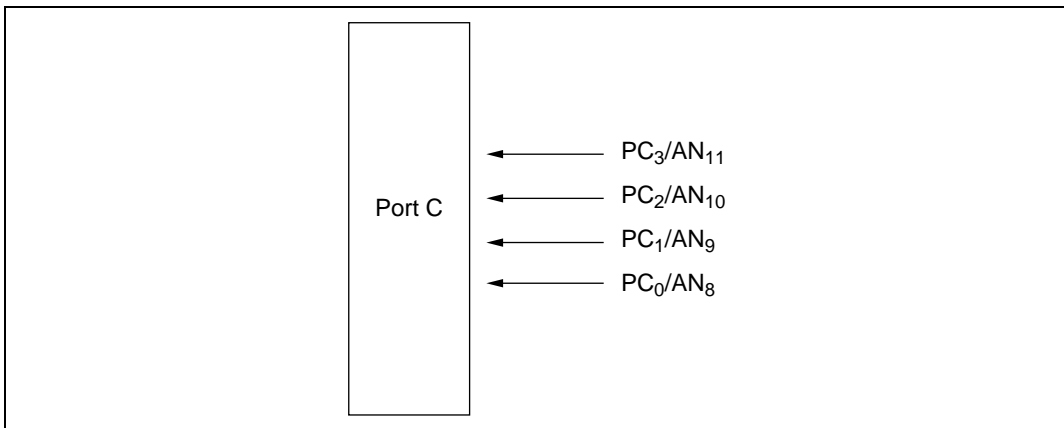 PC₃/AN₁₁
PC₂/AN₁₀
Port C
PC₁/AN₉
PC₀/AN₈